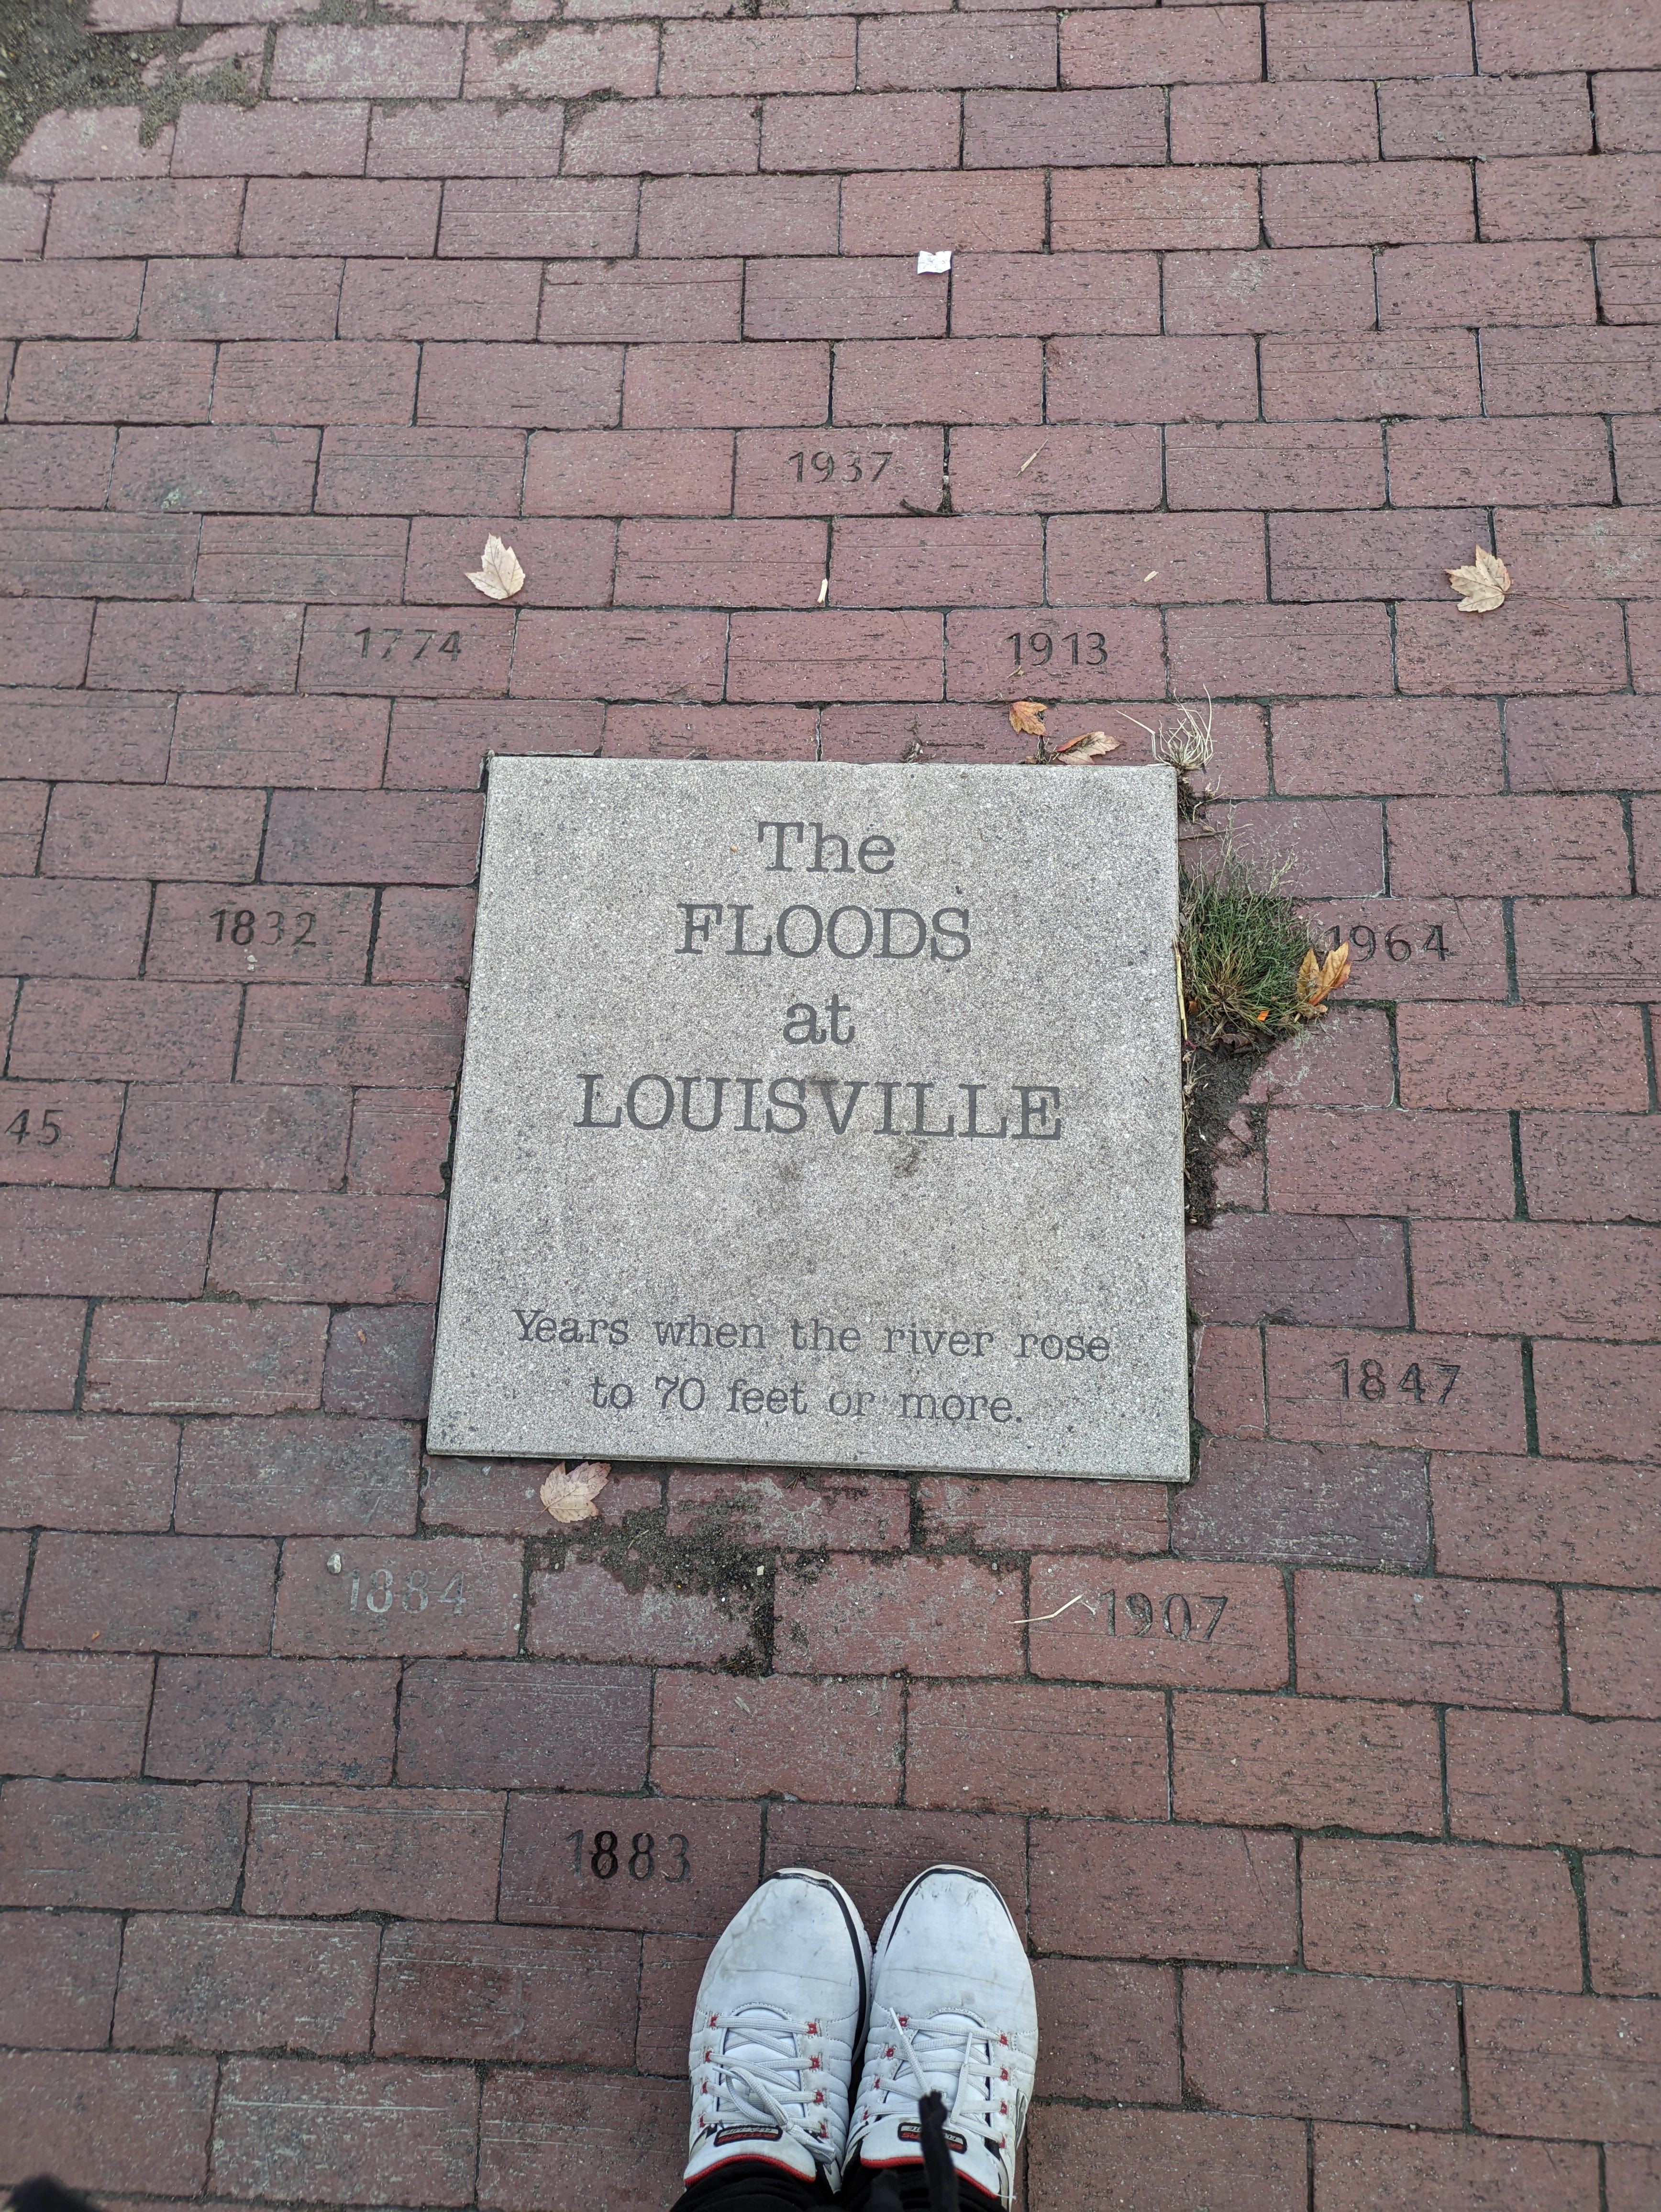 1937
1774
1913
The
FLOODS
at
LOUISVILLE
1832
1964
45
Years when the river rose
to 70 feet or more.
1847
1884
1907
1883